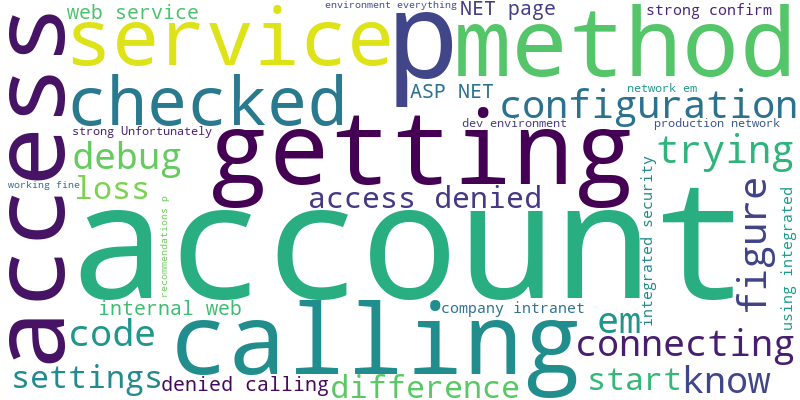 environment everything
web service
NET page
strong confirm
access
service
p
method
checked
ASP NET
network em
configuration
strong Unfortunately
getting
dev environment
production network
debug
trying
working fine
loss
access denied
integrated security
figure
using integrated
recommendations p
account
internal web
calling
company intranet
em
code
connecting
settings
denied calling
difference
start
know